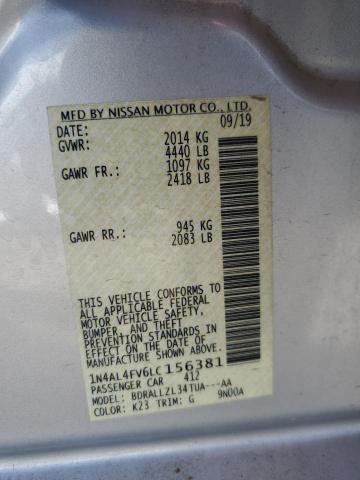 MFD BY NISSAN MOTOR CO., LTD.
DATE: 09/19
GVWR: 2014 KG
4440 LB
GAWR FR.: 1097 KG
2418 LB
GAWR RR.: 945 KG
2083 LB
THIS VEHICLE CONFORMS TO
ALL APPLICABLE FEDERAL
MOTOR VEHICLE SAFETY,
BUMPER, AND THEFT
PREVENTION STANDARDS IN
EFFECT ON THE DATE OF
MANUFACTURE SHOWN ABOVE.
1N4AL4FV6LC156381
PASSENGER CAR 412
MODEL: BDRALLZL34TUA---AA
COLOR: K23 TRIM: G 9N00A